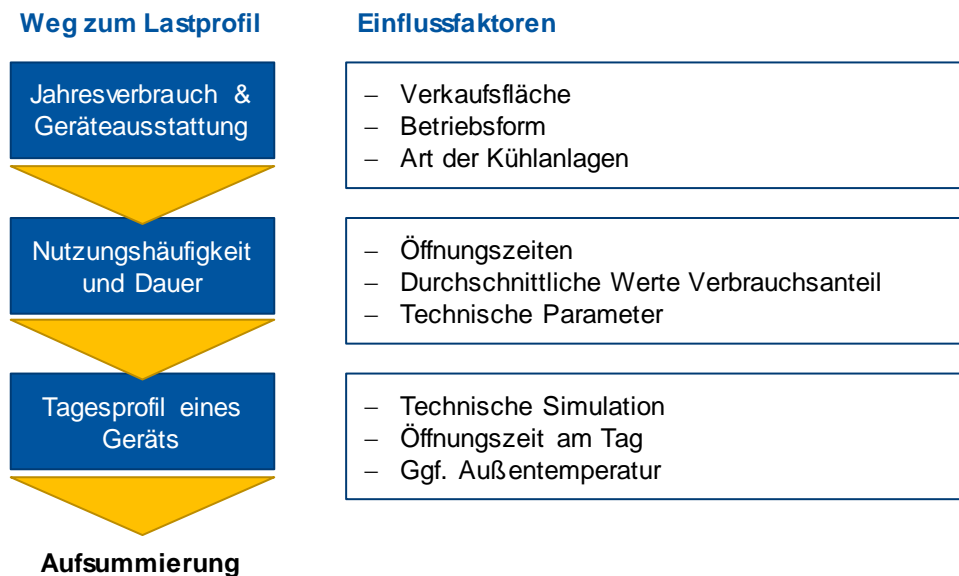 Weg zum Lastprofil
Einflussfaktoren
Jahresverbrauch &
Geräteausstattung
– Verkaufsfläche
– Betriebsform
– Art der Kühlanlagen
Nutzungshäufigkeit
und Dauer
– Öffnungszeiten
– Durchschnittliche Werte Verbrauchsanteil
– Technische Parameter
Tagesprofil eines
Geräts
– Technische Simulation
– Öffnungszeit am Tag
– Ggf. Außentemperatur
Aufsummierung